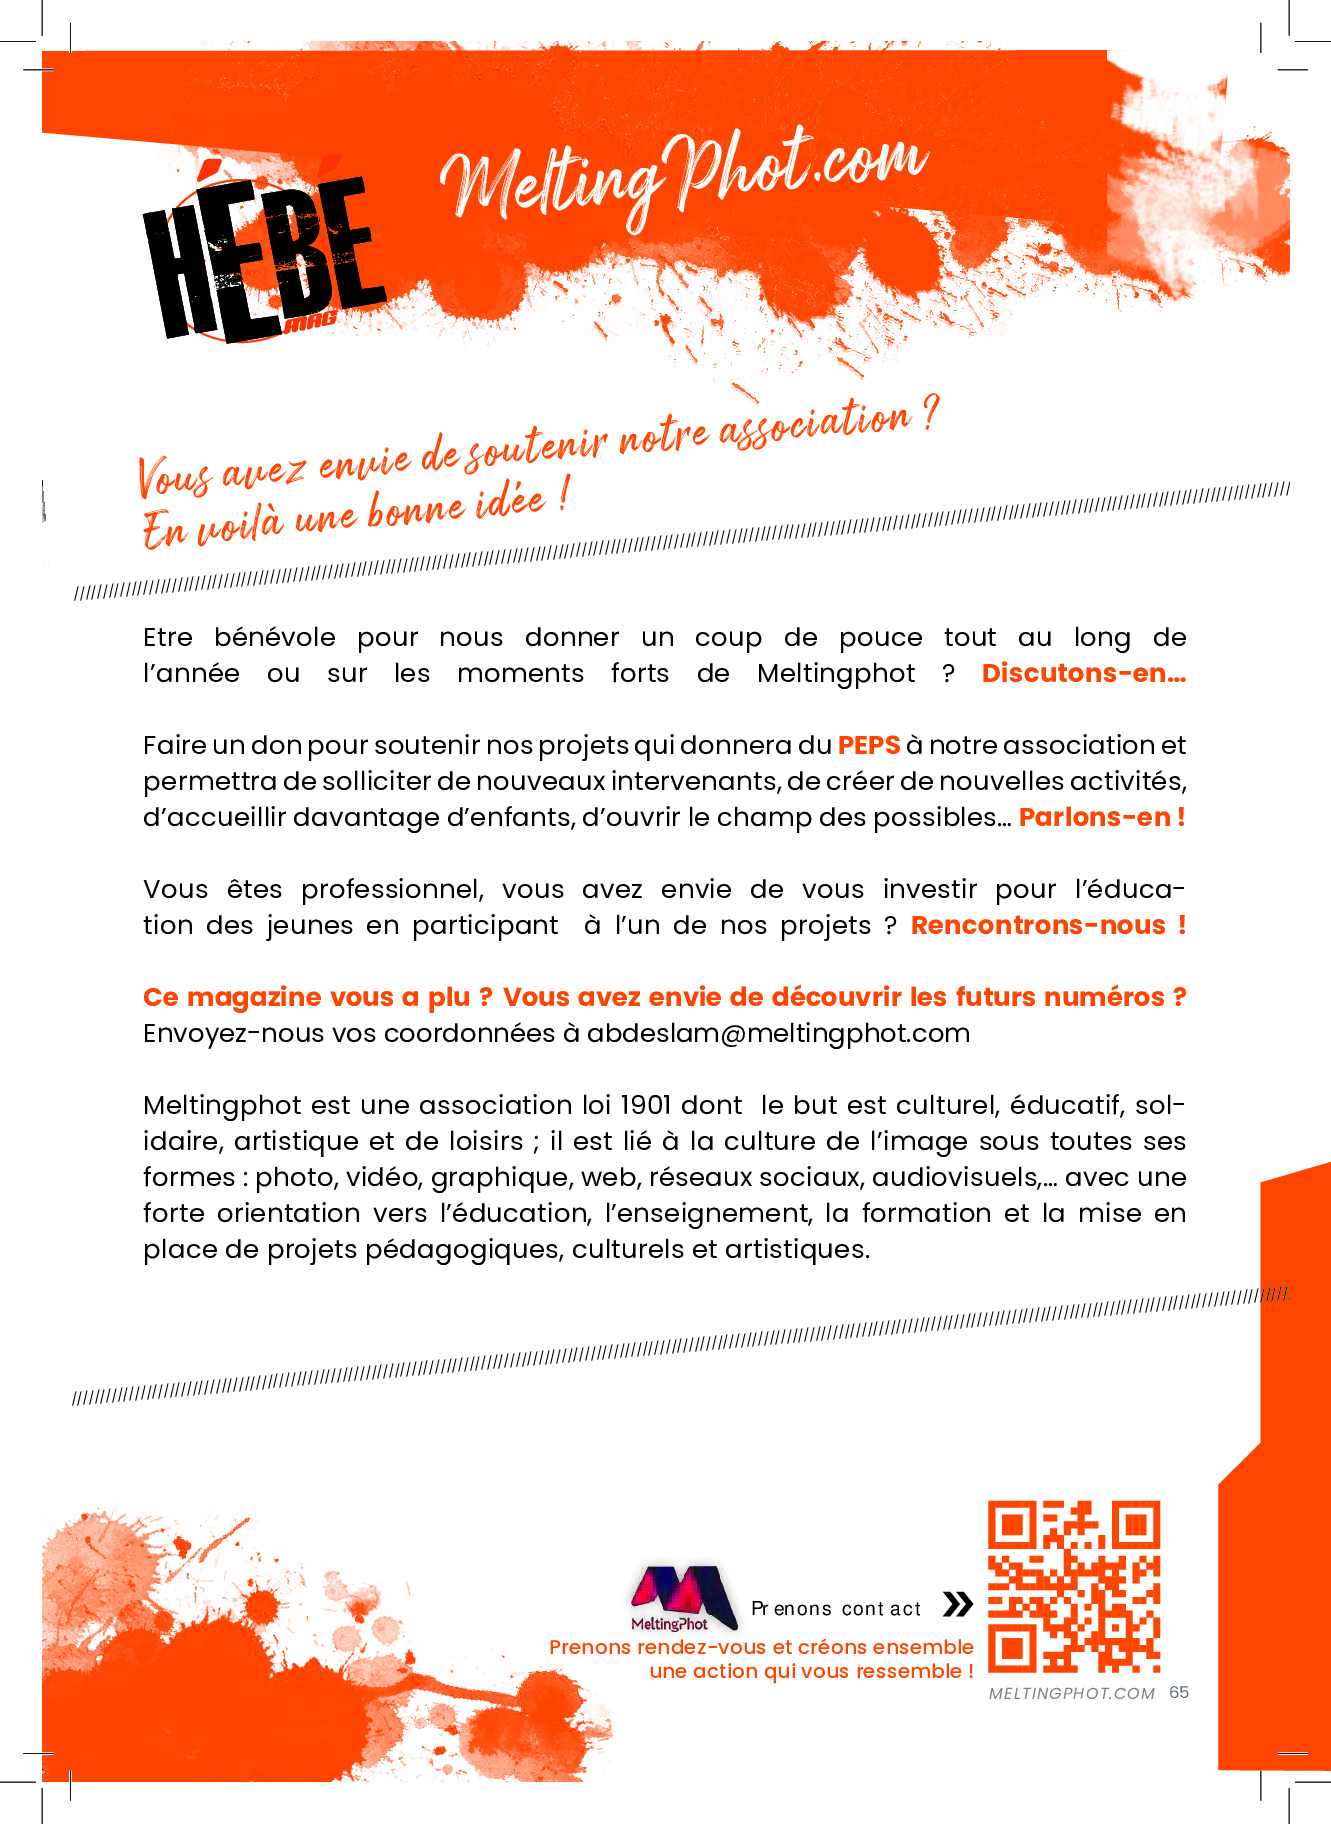 MeltingPhot.com
HÉBÉ
MAG
Vous avez envie de soutenir notre association ?
En voilà une bonne idée !
Etre bénévole pour nous donner un coup de pouce tout au long de
l’année ou sur les moments forts de Meltingphot ? Discutons-en…
Faire un don pour soutenir nos projets qui donnera du PEPS à notre association et
permettra de solliciter de nouveaux intervenants, de créer de nouvelles activités,
d’accueillir davantage d’enfants, d’ouvrir le champ des possibles… Parlons-en !
Vous êtes professionnel, vous avez envie de vous investir pour l’éduca-
tion des jeunes en participant à l’un de nos projets ? Rencontrons-nous !
Ce magazine vous a plu ? Vous avez envie de découvrir les futurs numéros ?
Envoyez-nous vos coordonnées à abdeslam@meltingphot.com
Meltingphot est une association loi 1901 dont le but est culturel, éducatif, sol-
idaire, artistique et de loisirs ; il est lié à la culture de l’image sous toutes ses
formes : photo, vidéo, graphique, web, réseaux sociaux, audiovisuels,… avec une
forte orientation vers l’éducation, l’enseignement, la formation et la mise en
place de projets pédagogiques, culturels et artistiques.
MeltingPhot
Prenons contact »
Prenons rendez-vous et créons ensemble
une action qui vous ressemble !
MELTINGPHOT.COM 65